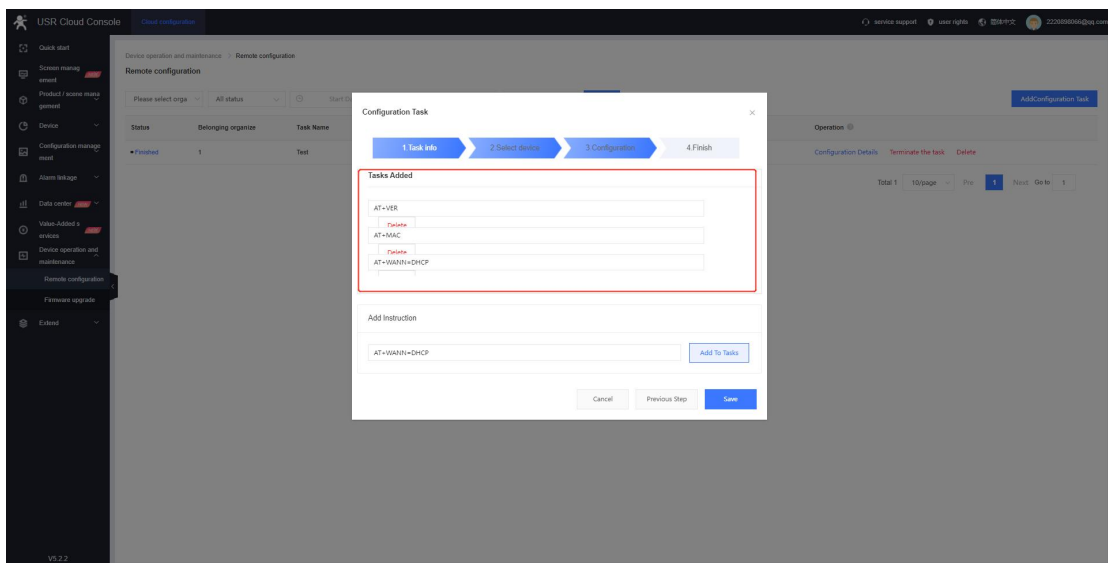 USR Cloud Console
Cloud configuration
service support
user rights
简体中文
2220898066@qq.com
Quick start
Screen manag
ement
Product / scene mana
gement
Device
Configuration manage
ment
Alarm linkage
Data center
Value-Added s
ervices
Device operation and
maintenance
Remote configuration
Firmware upgrade
Extend
V5.2.2
Device operation and maintenance / Remote configuration
Remote configuration
Please select orga
All status
AddConfiguration Task
Status
Belonging organize
Task Name
Operation
Finished
1
Test
Configuration Details
Terminate the task
Delete
Total 1
10/page
Pre
1
Next
Go to
1
Configuration Task
1.Task info
2.Select device
3.Configuration
4.Finish
Tasks Added
AT+VER
Delete
AT+MAC
Delete
AT+WANN=DHCP
Add Instruction
AT+WANN=DHCP
Add To Tasks
Cancel
Previous Step
Save